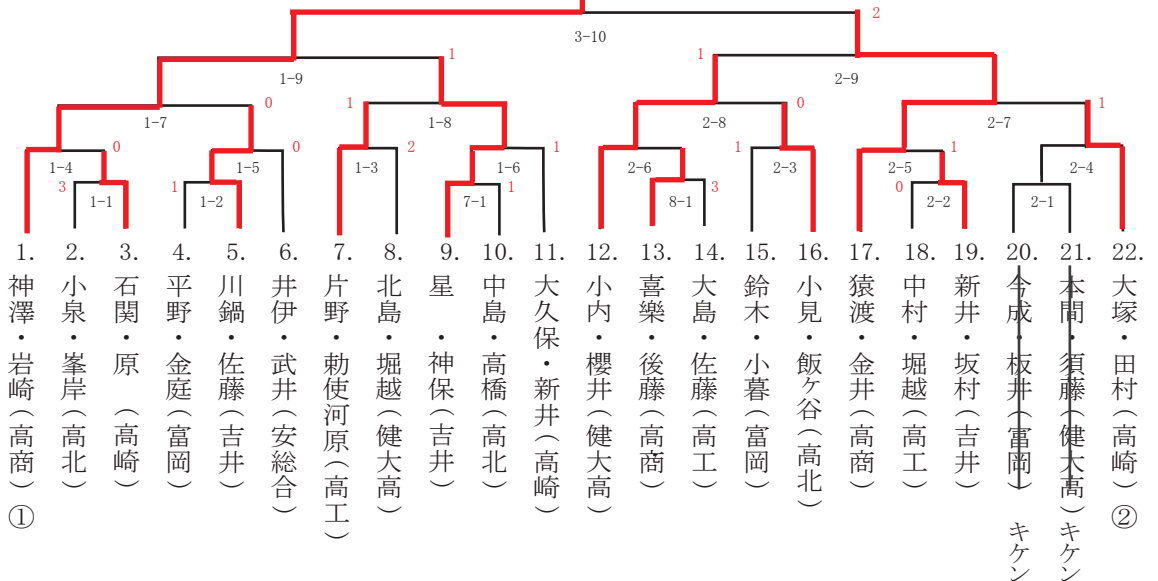 2
3-10
1
1
1-9
2-9
0
1
0
1
1-7
1-8
2-8
2-7
0
0
2
1
1
1
1-4
1-5
1-3
1-6
2-6
2-3
2-5
2-4
3
1
1
3
0
1-1
1-2
7-1
8-1
2-2
2-1
1. 神澤・岩崎(高商) ①
2. 小泉・峯岸(高北)
3. 石関・原 (高崎)
4. 平野・金庭(富岡)
5. 川鍋・佐藤(吉井)
6. 井伊・武井(安総合)
7. 片野・勅使河原(高工)
8. 北島・堀越(健大高)
9. 星 ・神保(吉井)
10. 中島・高橋(高北)
11. 大久保・新井(高崎)
12. 小内・櫻井(健大高)
13. 喜樂・後藤(高商)
14. 大島・佐藤(高工)
15. 鈴木・小暮(富岡)
16. 小見・飯ケ谷(高北)
17. 猿渡・金井(高商)
18. 中村・堀越(高工)
19. 新井・坂村(吉井)
20. 今成・板井(富岡) キケン
21. 本間・須藤(健大高)キケン
22. 大塚・田村(高崎) ②